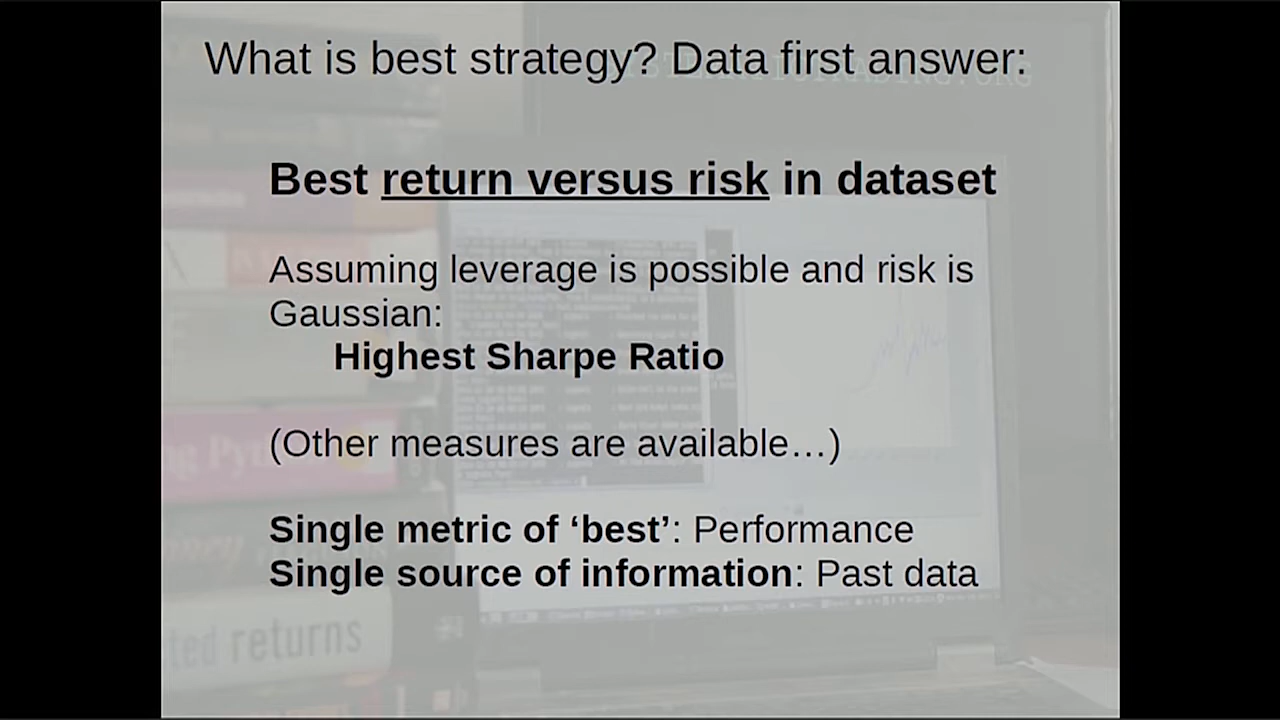 What is best strategy? Data first answer:
Best return versus risk in dataset
Assuming leverage is possible and risk is
Gaussian:
Highest Sharpe Ratio
(Other measures are available…)
Single metric of ‘best’: Performance
Single source of information: Past data
returns